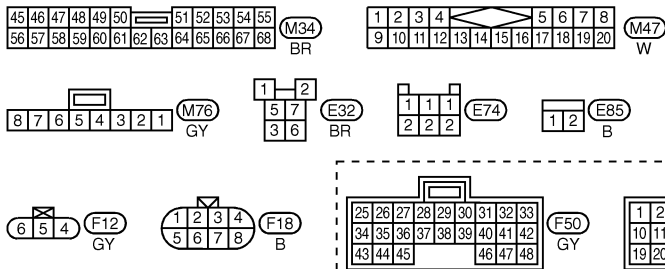 45 46 47 48 49 50 51 52 53 54 55
56 57 58 59 60 61 62 63 64 65 66 67 68
M34
BR
1 2 3 4 5 6 7 8
9 10 11 12 13 14 15 16 17 18 19 20
M47
W
8 7 6 5 4 3 2 1
M76
GY
1 2
5 7
3 6
E32
BR
1 1 1
2 2 2
E74
1 2
E85
B
6 5 4
F12
GY
1 2 3 4
5 6 7 8
F18
B
25 26 27 28 29 30 31 32 33
34 35 36 37 38 39 40 41 42
43 44 45 46 47 48
F50
GY
1 2
10 11
19 20